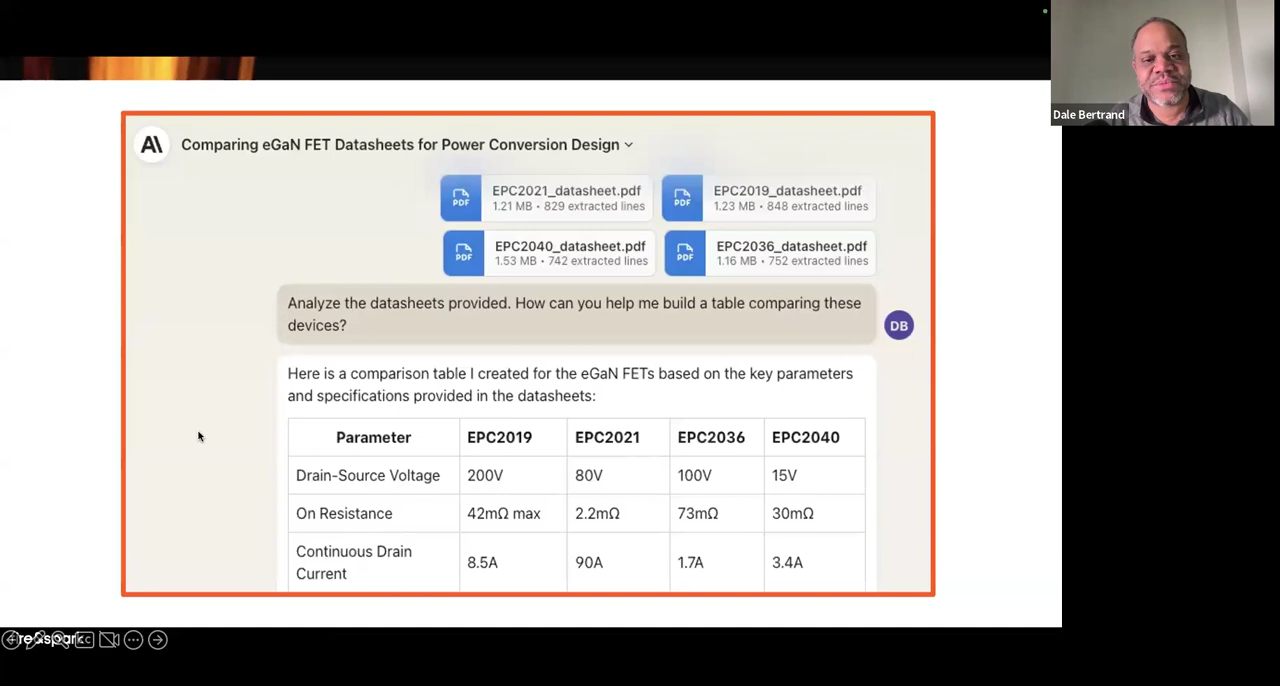 Dale Bertrand
Comparing eGaN FET Datasheets for Power Conversion Design
PDF
EPC2021_datasheet.pdf
1.21 MB • 829 extracted lines
PDF
EPC2019_datasheet.pdf
1.23 MB • 848 extracted lines
PDF
EPC2040_datasheet.pdf
1.53 MB • 742 extracted lines
PDF
EPC2036_datasheet.pdf
1.16 MB • 752 extracted lines
Analyze the datasheets provided. How can you help me build a table comparing these
devices?
DB
Here is a comparison table I created for the eGaN FETs based on the key parameters
and specifications provided in the datasheets:
Parameter EPC2019 EPC2021 EPC2036 EPC2040
Drain-Source Voltage 200V 80V 100V 15V
On Resistance 42mΩ max 2.2mΩ 73mΩ 30mΩ
Continuous Drain
Current 8.5A 90A 1.7A 3.4A
CC